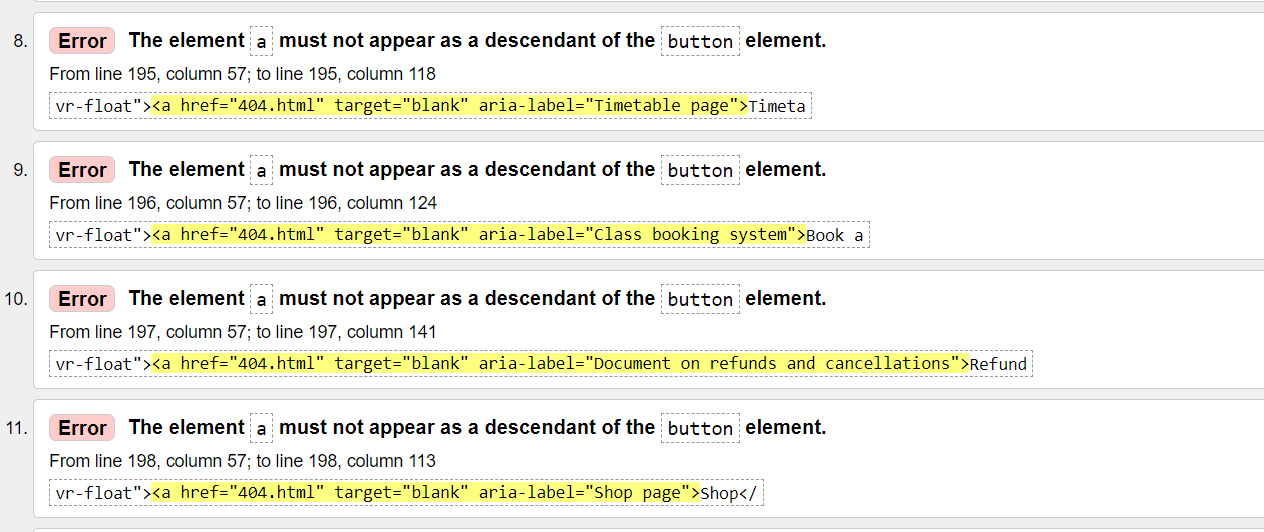 8. Error The element a must not appear as a descendant of the button element.
From line 195, column 57; to line 195, column 118
vr-float"><a href="404.html" target="blank" aria-label="Timetable page">Timeta
9. Error The element a must not appear as a descendant of the button element.
From line 196, column 57; to line 196, column 124
vr-float"><a href="404.html" target="blank" aria-label="Class booking system">Book a
10. Error The element a must not appear as a descendant of the button element.
From line 197, column 57; to line 197, column 141
vr-float"><a href="404.html" target="blank" aria-label="Document on refunds and cancellations">Refund
11. Error The element a must not appear as a descendant of the button element.
From line 198, column 57; to line 198, column 113
vr-float"><a href="404.html" target="blank" aria-label="Shop page">Shop</